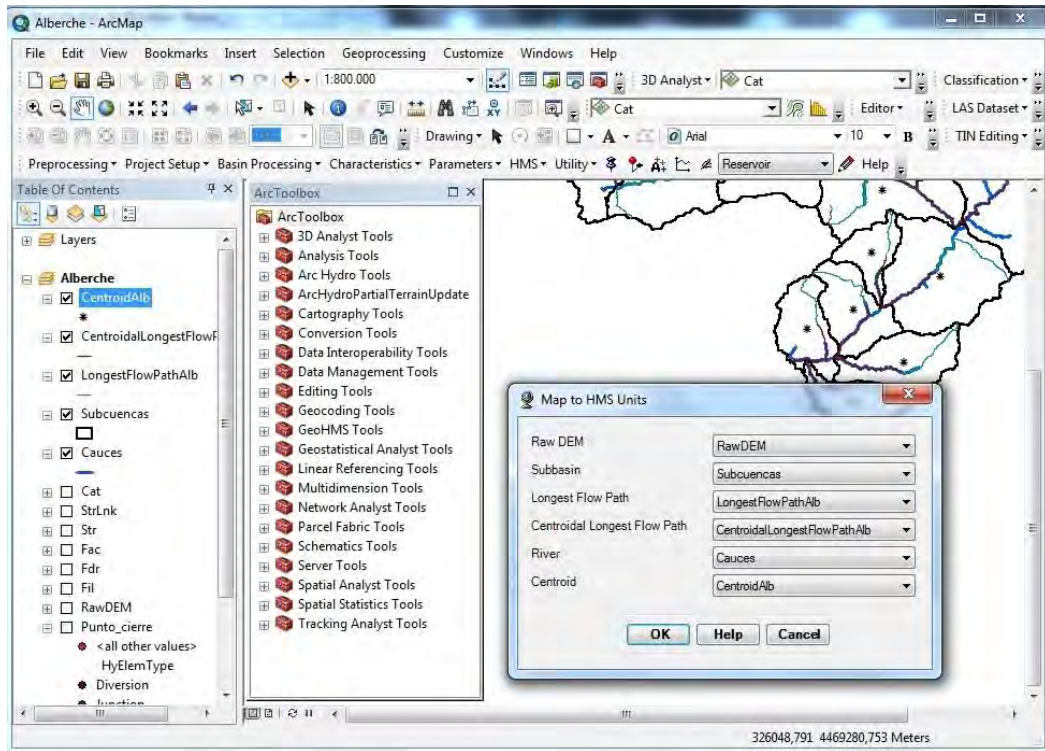 Alberche - ArcMap
File Edit View Bookmarks Insert Selection Geoprocessing Customize Windows Help
1:800.000 3D Analyst Cat Classification
Cat Editor LAS Dataset
Drawing A Arial 10 B TIN Editing
Preprocessing Project Setup Basin Processing Characteristics Parameters HMS Utility Reservoir Help
Table Of Contents
Layers
Alberche
CentroidAlb
CentroidalLongestFlowP
LongestFlowPathAlb
Subcuencas
Cauces
Cat
StrLnk
Str
Fac
Fdr
Fil
RawDEM
Punto_cierre
<all other values>
HyElemType
Diversion
Junction
ArcToolbox
ArcToolbox
3D Analyst Tools
Analysis Tools
Arc Hydro Tools
ArcHydroPartialTerrainUpdate
Cartography Tools
Conversion Tools
Data Interoperability Tools
Data Management Tools
Editing Tools
Geocoding Tools
GeoHMS Tools
Geostatistical Analyst Tools
Linear Referencing Tools
Multidimension Tools
Network Analyst Tools
Parcel Fabric Tools
Schematics Tools
Server Tools
Spatial Analyst Tools
Spatial Statistics Tools
Tracking Analyst Tools
Map to HMS Units
Raw DEM RawDEM
Subbasin Subcuencas
Longest Flow Path LongestFlowPathAlb
Centroidal Longest Flow Path CentroidalLongestFlowPathAlb
River Cauces
Centroid CentroidAlb
OK Help Cancel
326048,791 4469280,753 Meters